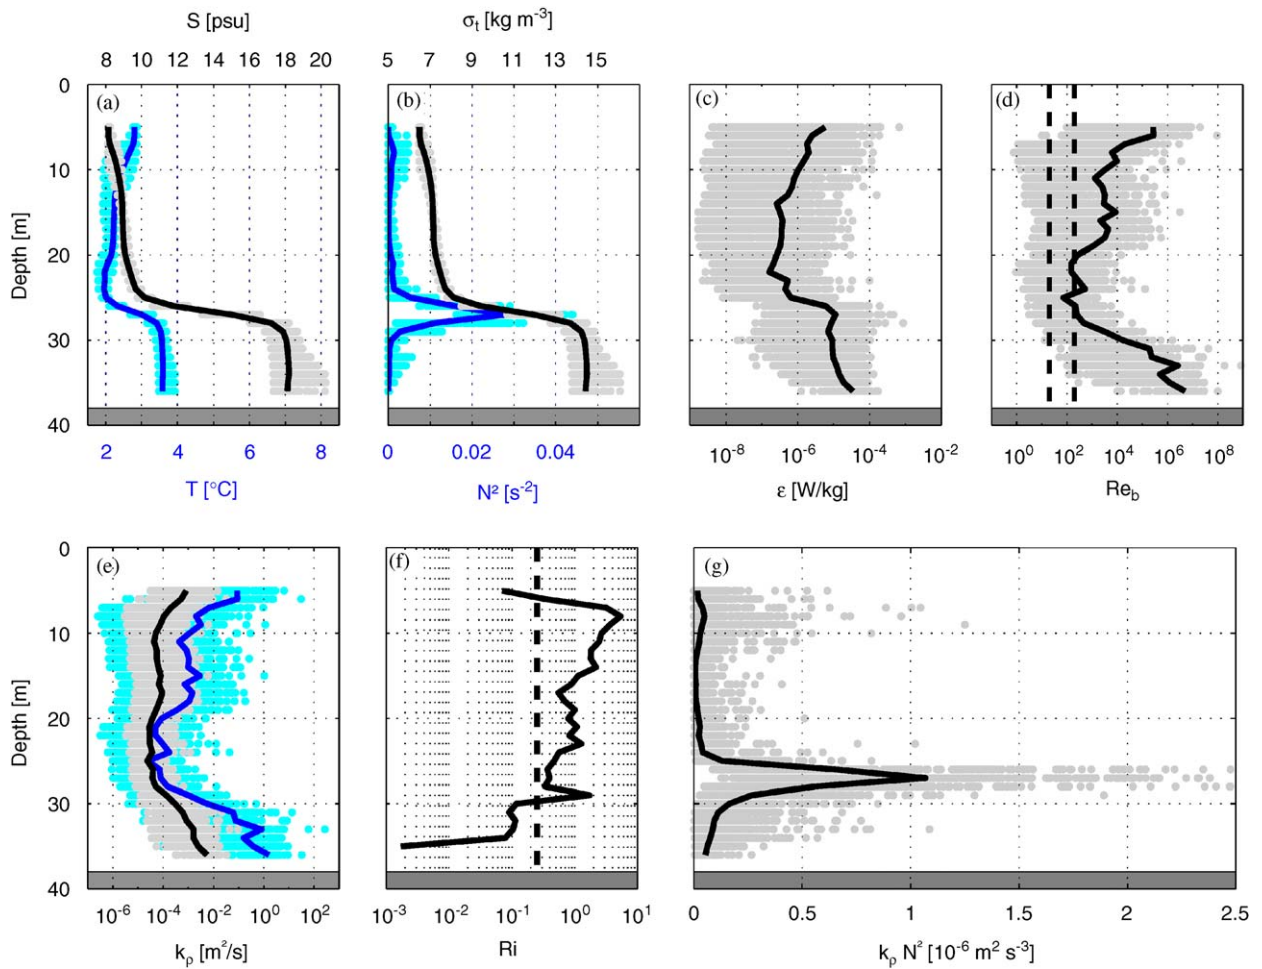 S [psu]
σt [kg m-3]
8 10 12 14 16 18 20
5 7 9 11 13 15
0
10
20
30
40
Depth [m]
(a)
(b)
(c)
(d)
2 4 6 8
T [°C]
0 0.02 0.04
N² [s-2]
10-8 10-6 10-4 10-2
ε [W/kg]
100 102 104 106 108
Reb
0
10
20
30
40
Depth [m]
(e)
(f)
(g)
10-6 10-4 10-2 100 102
kρ [m²/s]
10-3 10-1 100 101
Ri
0 0.5 1 1.5 2 2.5
kρ N² [10-6 m² s-3]